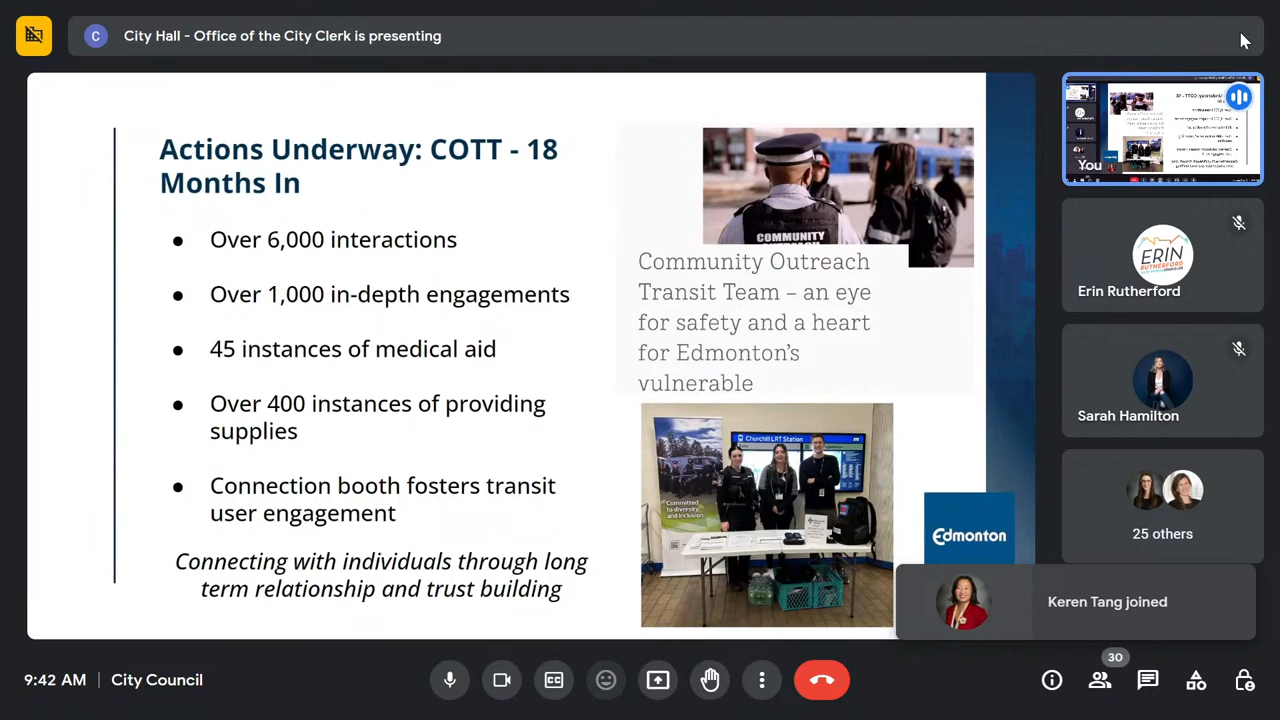 C
City Hall - Office of the City Clerk is presenting
Actions Underway: COTT - 18
Months In
● Over 6,000 interactions
● Over 1,000 in-depth engagements
● 45 instances of medical aid
● Over 400 instances of providing
supplies
● Connection booth fosters transit
user engagement
Connecting with individuals through long
term relationship and trust building
COMMUNITY
Community Outreach
Transit Team – an eye
for safety and a heart
for Edmonton's
vulnerable
Churchill LRT Station
Committed
to diversity
and inclusion
Edmonton
You
ERIN
RUTHERFORD
Erin Rutherford
Sarah Hamilton
25 others
Keren Tang joined
9:42 AM | City Council
CC
30